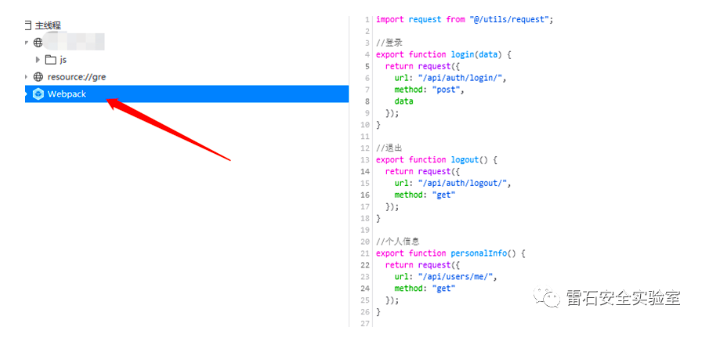 主线程
js
resource://gre
Webpack
1 import request from "@/utils/request";
2
3 //登录
4 export function login(data) {
5 return request({
6 url: "/api/auth/login/",
7 method: "post",
8 data
9 });
10 }
11
12 //退出
13 export function logout() {
14 return request({
15 url: "/api/auth/logout/",
16 method: "get"
17 });
18 }
19
20 //个人信息
21 export function personalInfo() {
22 return request({
23 url: "/api/users/me/",
24 method: "get"
25 });
26 }
27
雷石安全实验室